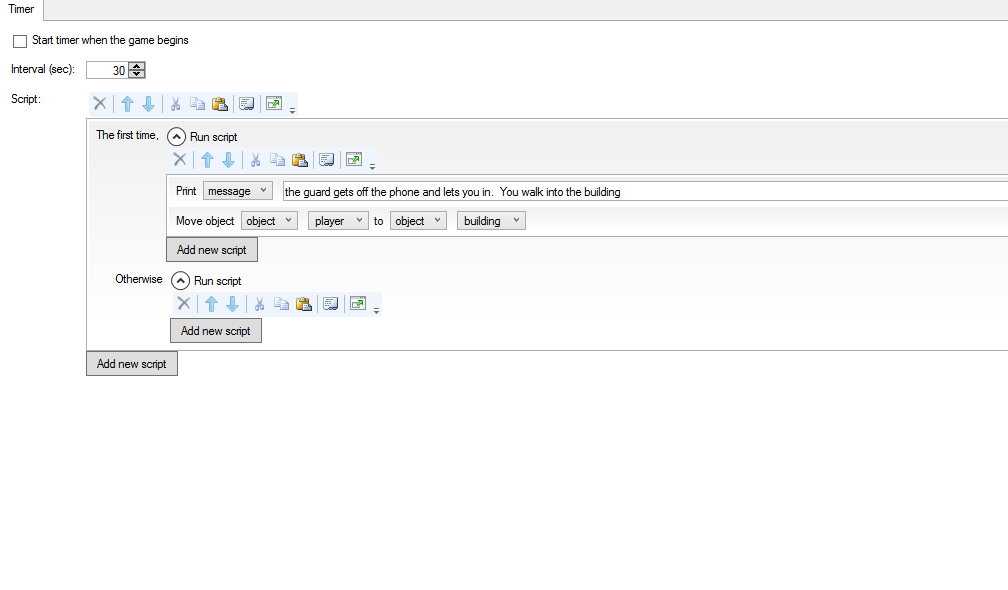 Timer
Start timer when the game begins
Interval (sec): 30
Script:
The first time, Run script
Print message the guard gets off the phone and lets you in.  You walk into the building
Move object object player to object building
Add new script
Otherwise Run script
Add new script
Add new script